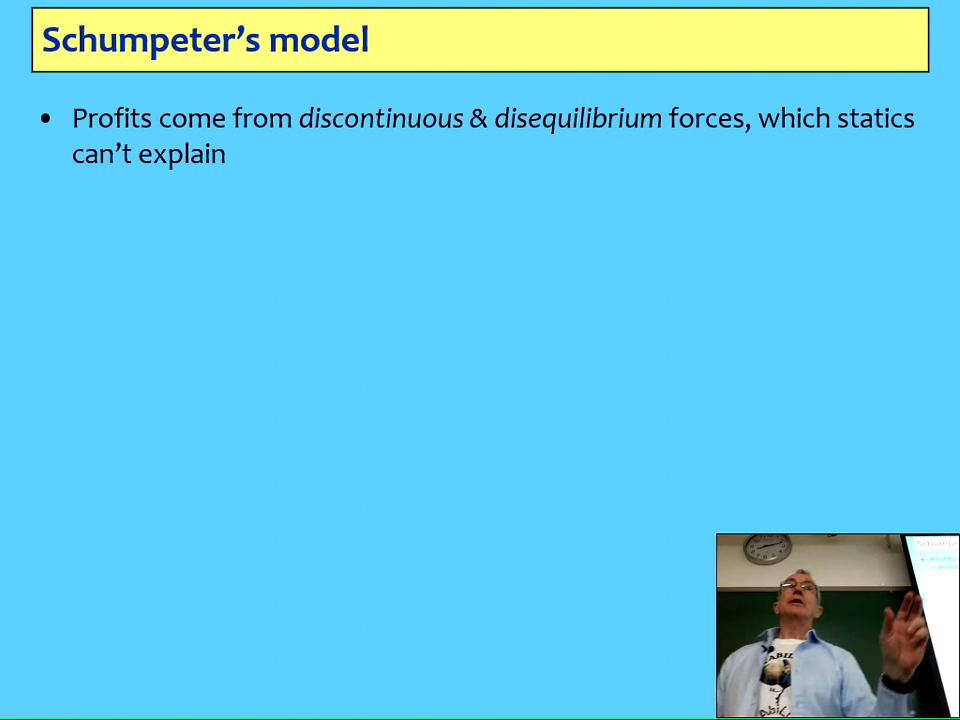 Schumpeter's model
• Profits come from discontinuous & disequilibrium forces, which statics
can't explain